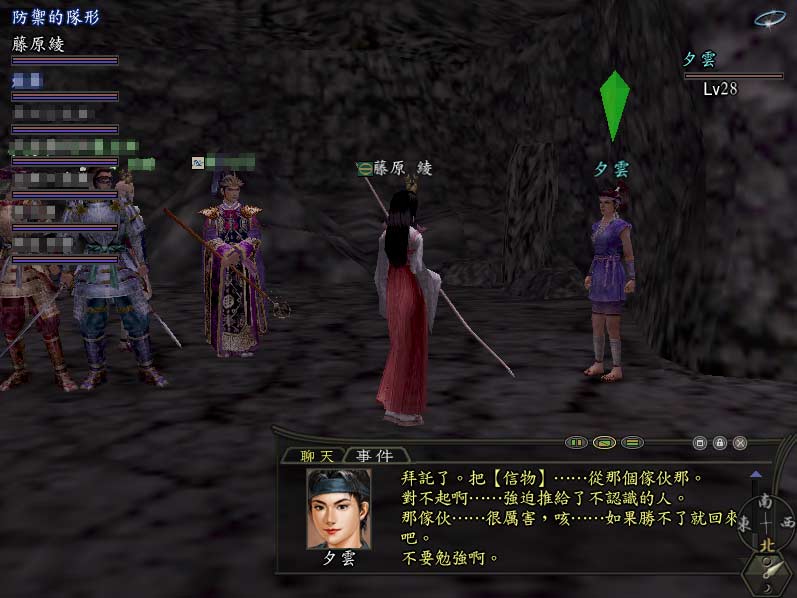 防禦的隊形
藤原綾
夕雲
Lv28
藤原 綾
夕雲
聊天
事件
拜託了。把【信物】……從那個傢伙那。
對不起啊……強迫推給了不認識的人。
那傢伙……很厲害，咳……如果勝不了就回來
吧。
不要勉強啊。
夕雲
南
東
西
北